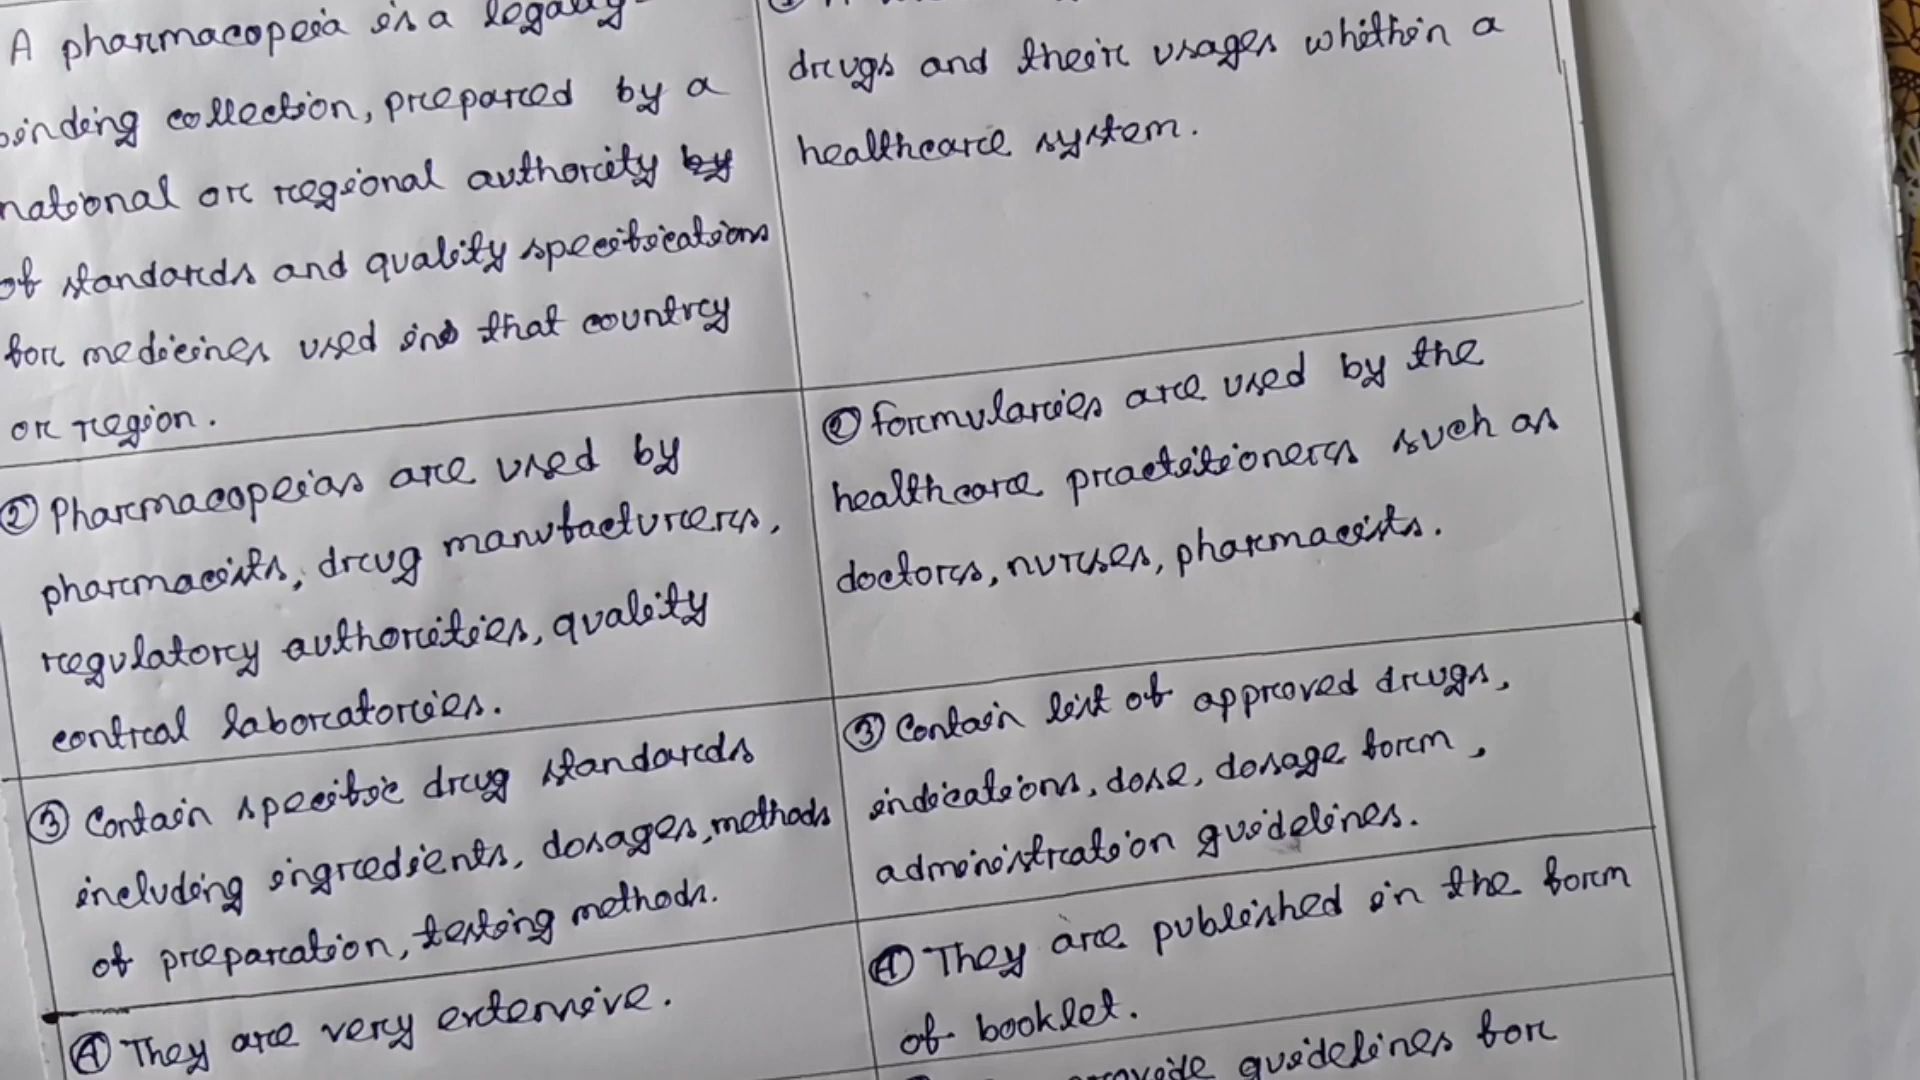 A pharmacopeia is a legally
binding collection, prepared by a
national or regional authority by
of standards and quality specifications
for medicines used in that country
or region.
② Pharmacopeias are used by
pharmacists, drug manufacturers,
regulatory authorities, quality
control laboratories.
③ Contain specific drug standards
including ingredients, dosages, methods
of preparation, testing methods.
④ They are very extensive.
drugs and their usages whithin a
healthcare system.
② Formularies are used by the
healthcare practitioners such as
doctors, nurses, pharmacists.
③ Contain list of approved drugs,
indications, dose, dosage form,
administration guidelines.
④ They are published in the form
of booklet.
provide guidelines for